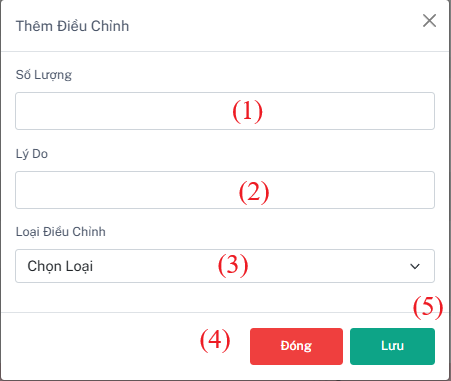 Thêm Điều Chỉnh
Số Lượng
(1)
Lý Do
(2)
Loại Điều Chỉnh
Chọn Loại (3)
(5)
(4) Đóng Lưu